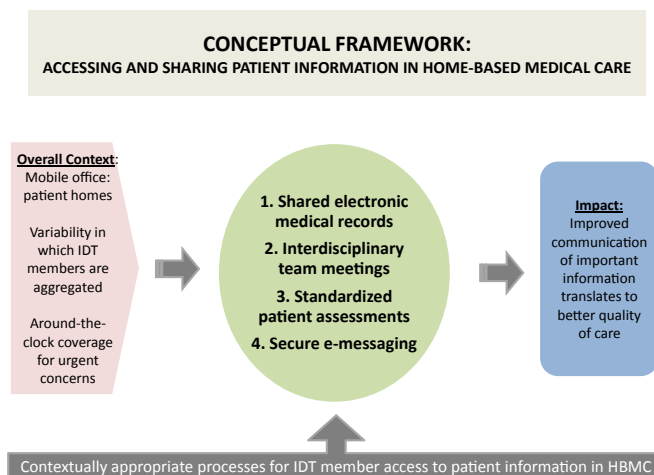 CONCEPTUAL FRAMEWORK:
ACCESSING AND SHARING PATIENT INFORMATION IN HOME-BASED MEDICAL CARE
Overall Context:
Mobile office:
patient homes
Variability in
which IDT
members are
aggregated
Around-the-
clock coverage
for urgent
concerns
1. Shared electronic
medical records
2. Interdisciplinary
team meetings
3. Standardized
patient assessments
4. Secure e-messaging
Impact:
Improved
communication
of important
information
translates to
better quality
of care
Contextually appropriate processes for IDT member access to patient information in HBMC